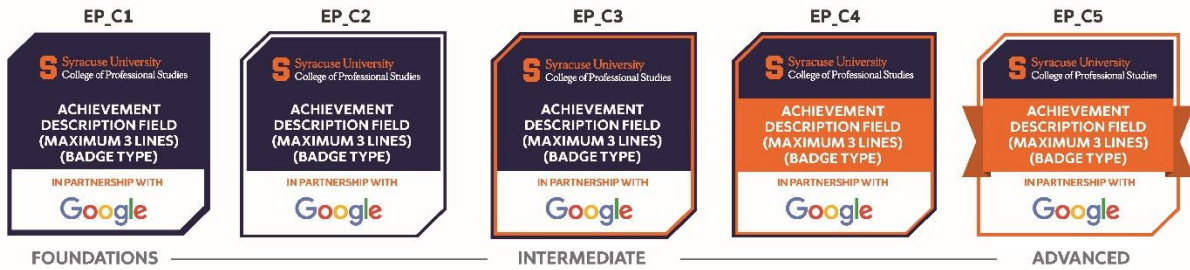 EP_C1
EP_C2
EP_C3
EP_C4
EP_C5
S Syracuse University
College of Professional Studies
ACHIEVEMENT
DESCRIPTION FIELD
(MAXIMUM 3 LINES)
(BADGE TYPE)
IN PARTNERSHIP WITH
Google
S Syracuse University
College of Professional Studies
ACHIEVEMENT
DESCRIPTION FIELD
(MAXIMUM 3 LINES)
(BADGE TYPE)
IN PARTNERSHIP WITH
Google
S Syracuse University
College of Professional Studies
ACHIEVEMENT
DESCRIPTION FIELD
(MAXIMUM 3 LINES)
(BADGE TYPE)
IN PARTNERSHIP WITH
Google
S Syracuse University
College of Professional Studies
ACHIEVEMENT
DESCRIPTION FIELD
(MAXIMUM 3 LINES)
(BADGE TYPE)
IN PARTNERSHIP WITH
Google
S Syracuse University
College of Professional Studies
ACHIEVEMENT
DESCRIPTION FIELD
(MAXIMUM 3 LINES)
(BADGE TYPE)
IN PARTNERSHIP WITH
Google
FOUNDATIONS
INTERMEDIATE
ADVANCED